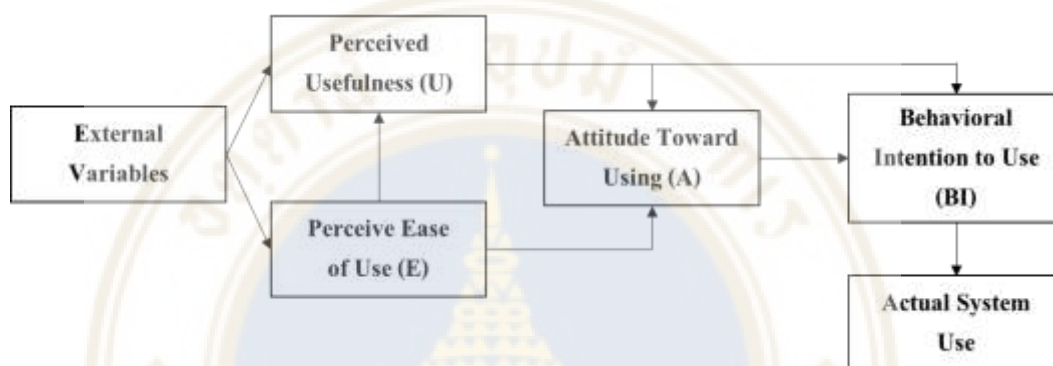 Perceived
Usefulness (U)
External
Variables
Attitude Toward
Using (A)
Behavioral
Intention to Use
(BI)
Perceive Ease
of Use (E)
Actual System
Use